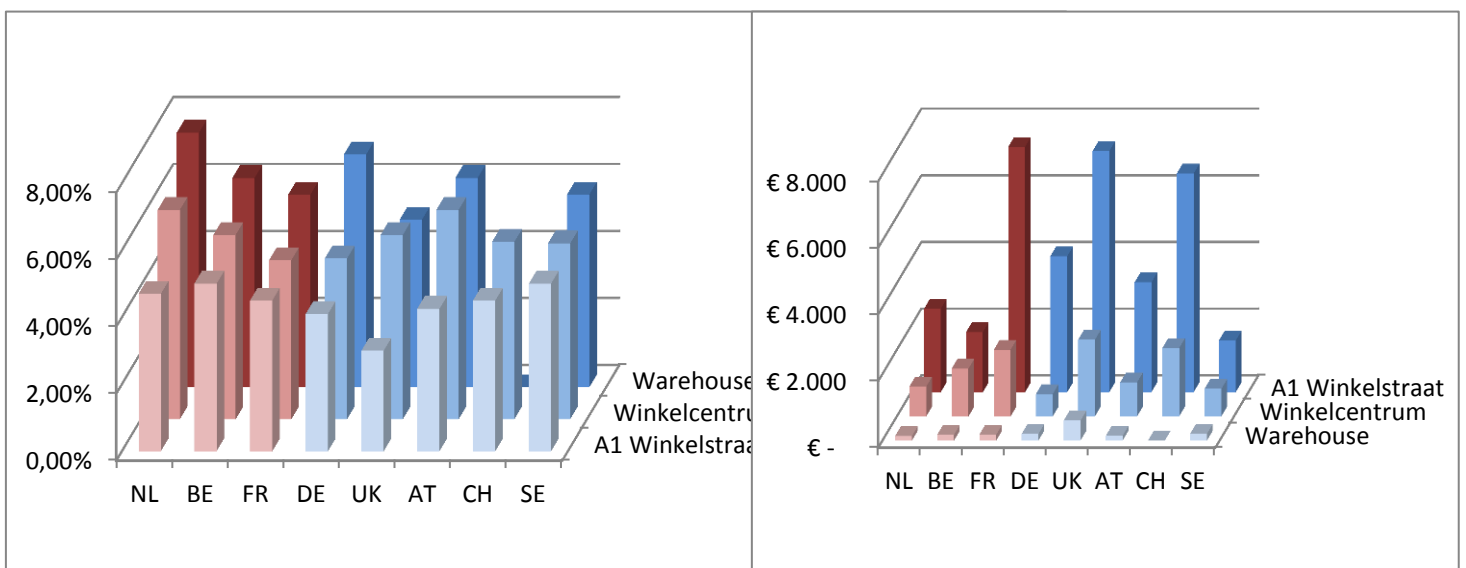 8,00%
6,00%
4,00%
2,00%
0,00%
Warehouse
Winkelcentru
A1 Winkelstraa
NL BE FR DE UK AT CH SE
€ 8.000
€ 6.000
€ 4.000
€ 2.000
€ -
A1 Winkelstraat
Winkelcentrum
Warehouse
NL BE FR DE UK AT CH SE